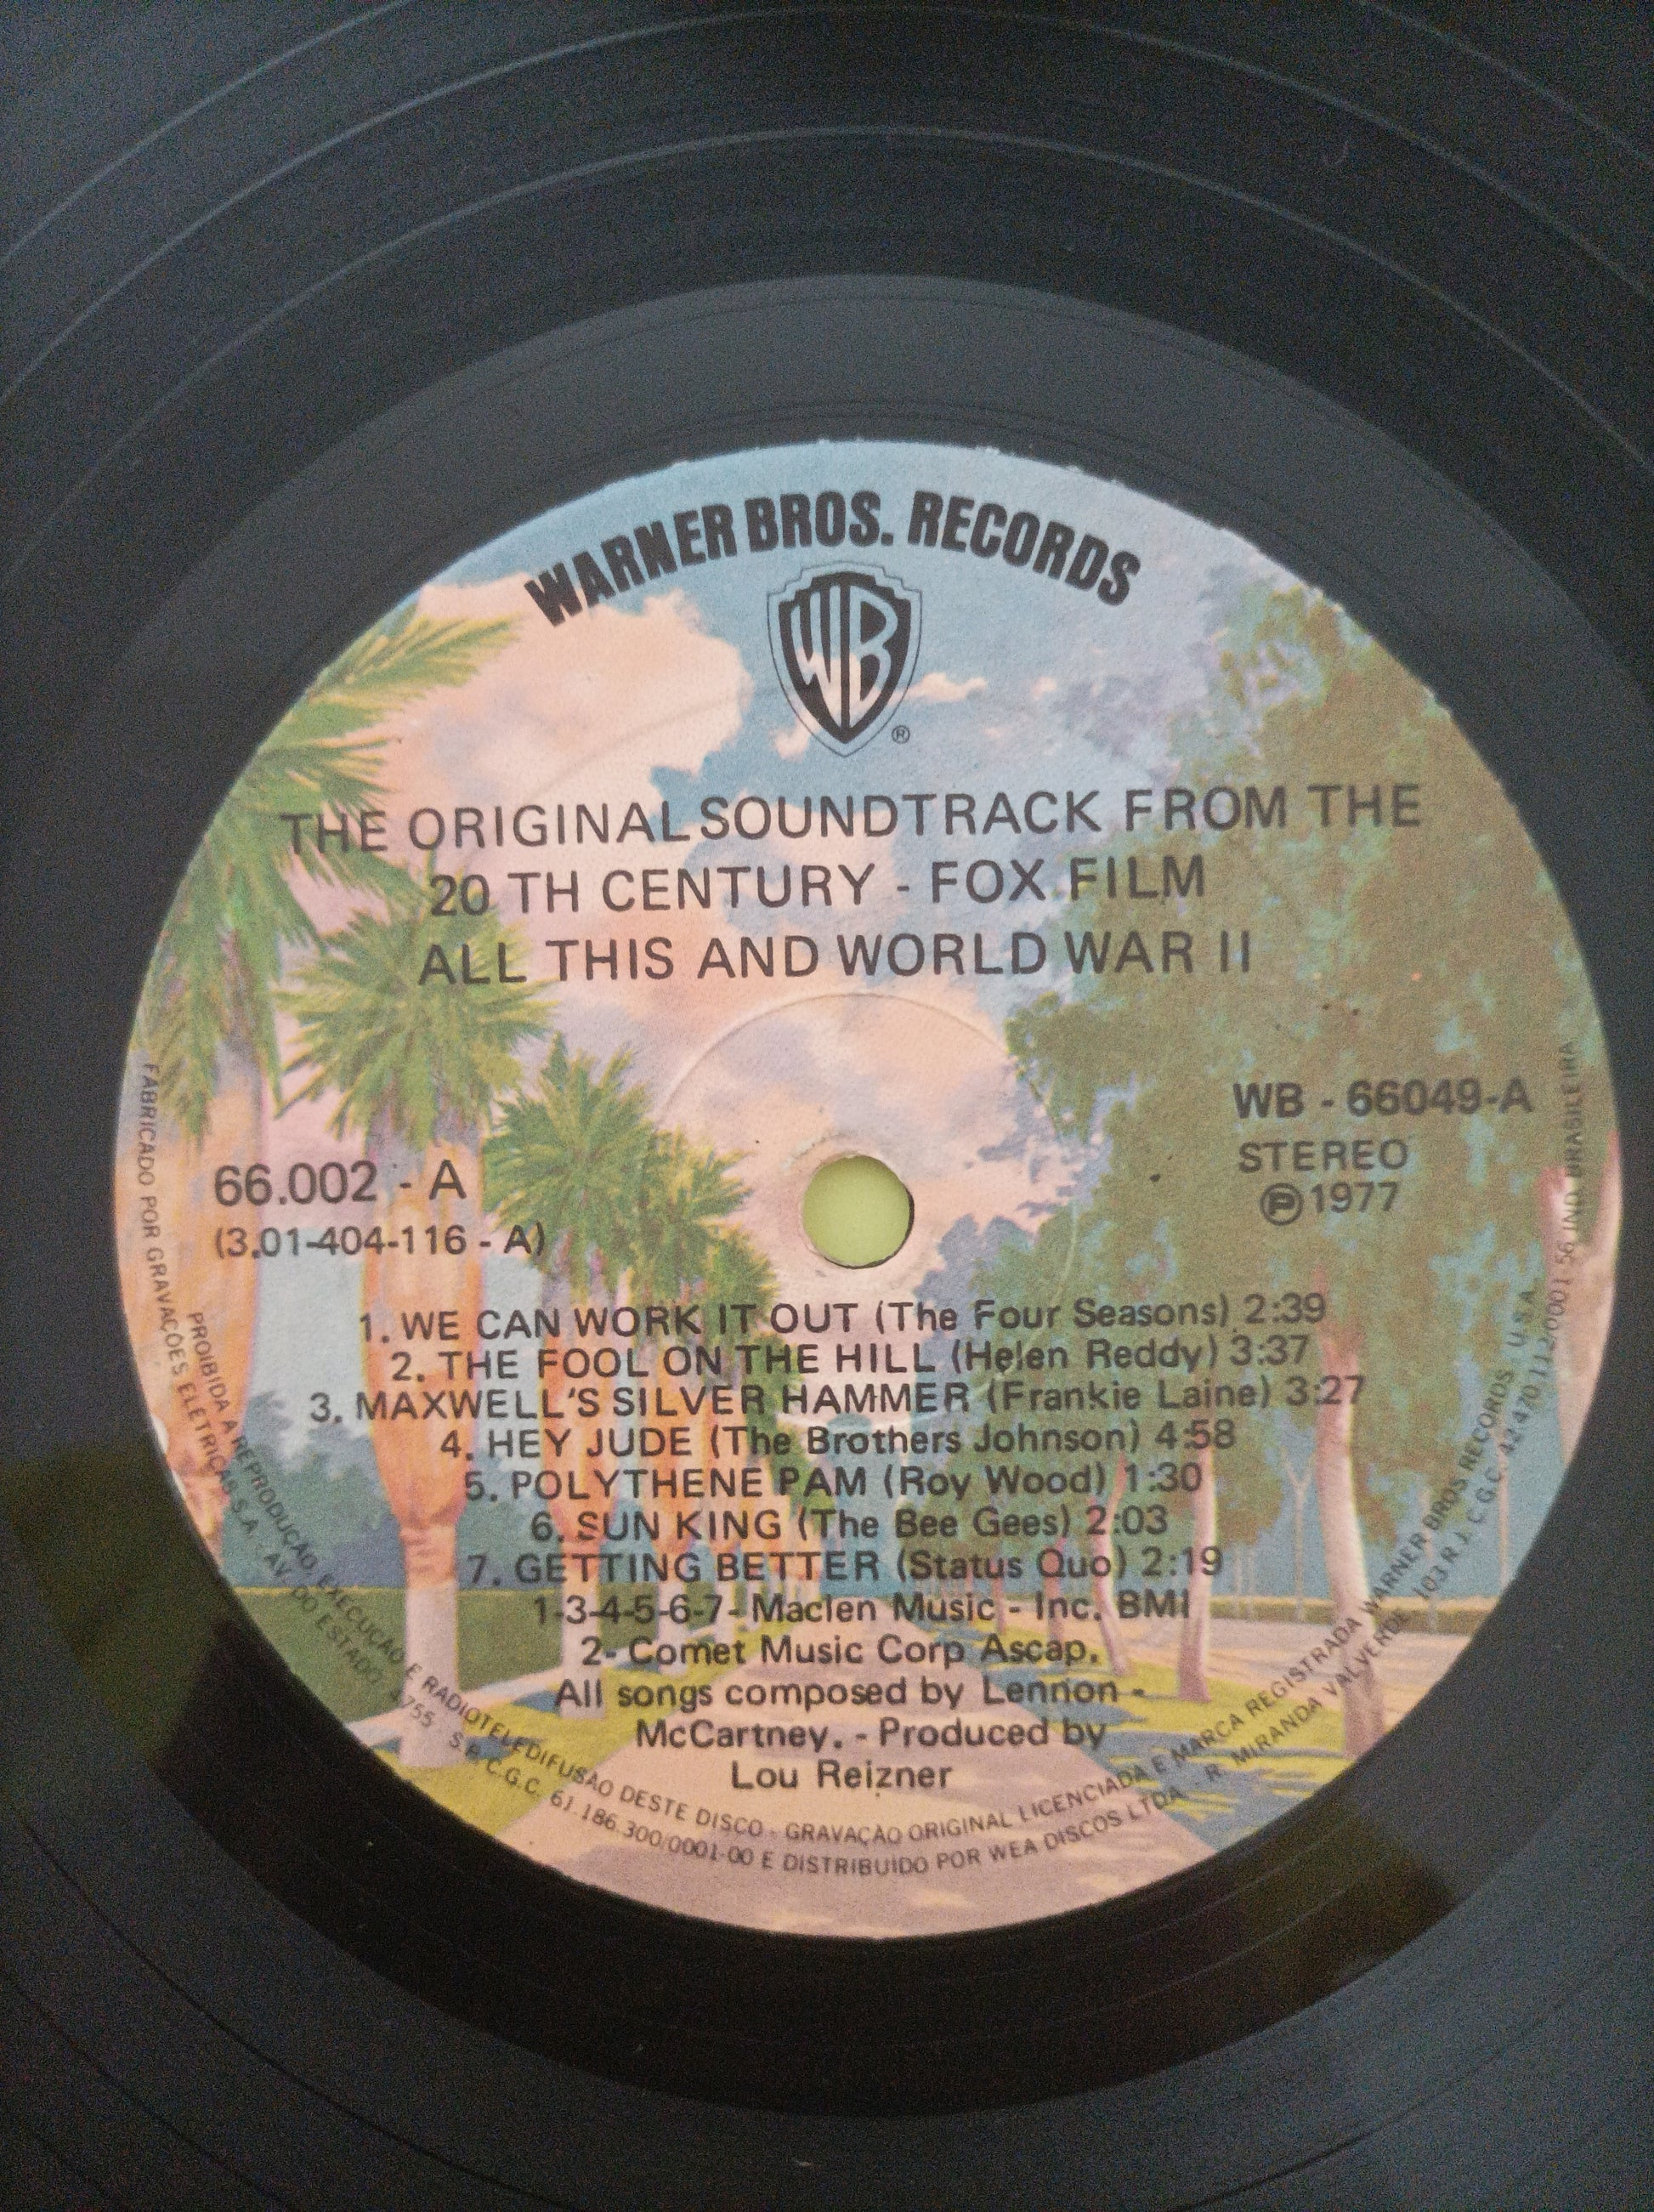 WARNER BROS. RECORDS
WB
®
THE ORIGINAL SOUNDTRACK FROM THE
20 TH CENTURY - FOX FILM
ALL THIS AND WORLD WAR II
WB - 66049-A
STEREO
Ⓟ 1977
66.002 - A
(3.01-404-116 - A)
1. WE CAN WORK IT OUT (The Four Seasons) 2:39
2. THE FOOL ON THE HILL (Helen Reddy) 3:37
3. MAXWELL'S SILVER HAMMER (Frankie Laine) 3:27
4. HEY JUDE (The Brothers Johnson) 4:58
5. POLYTHENE PAM (Roy Wood) 1:30
6. SUN KING (The Bee Gees) 2:03
7. GETTING BETTER (Status Quo) 2:19
1-3-4-5-6-7- Maclen Music - Inc. BMI
2- Comet Music Corp Ascap.
All songs composed by Lennon -
McCartney. - Produced by
Lou Reizner
PROIBIDA A REPRODUÇÃO, EXECUÇÃO E RADIOTELEDIFUSÃO DESTE DISCO - GRAVAÇÃO ORIGINAL LICENCIADA E MARCA REGISTRADA WARNER BROS RECORDS - U.S.A.
FABRICADO POR GRAVAÇÕES ELÉTRICAS S.A. - AV. DO ESTADO, 4755 - S.P. C.G.C. 61.186.300/0001-00 E DISTRIBUIDO POR WEA DISCOS LTDA. - R. MIRANDA VALVERDE 103 R.J. C.G.C. 42 470 112/0001 56 IND. BRASILEIRA